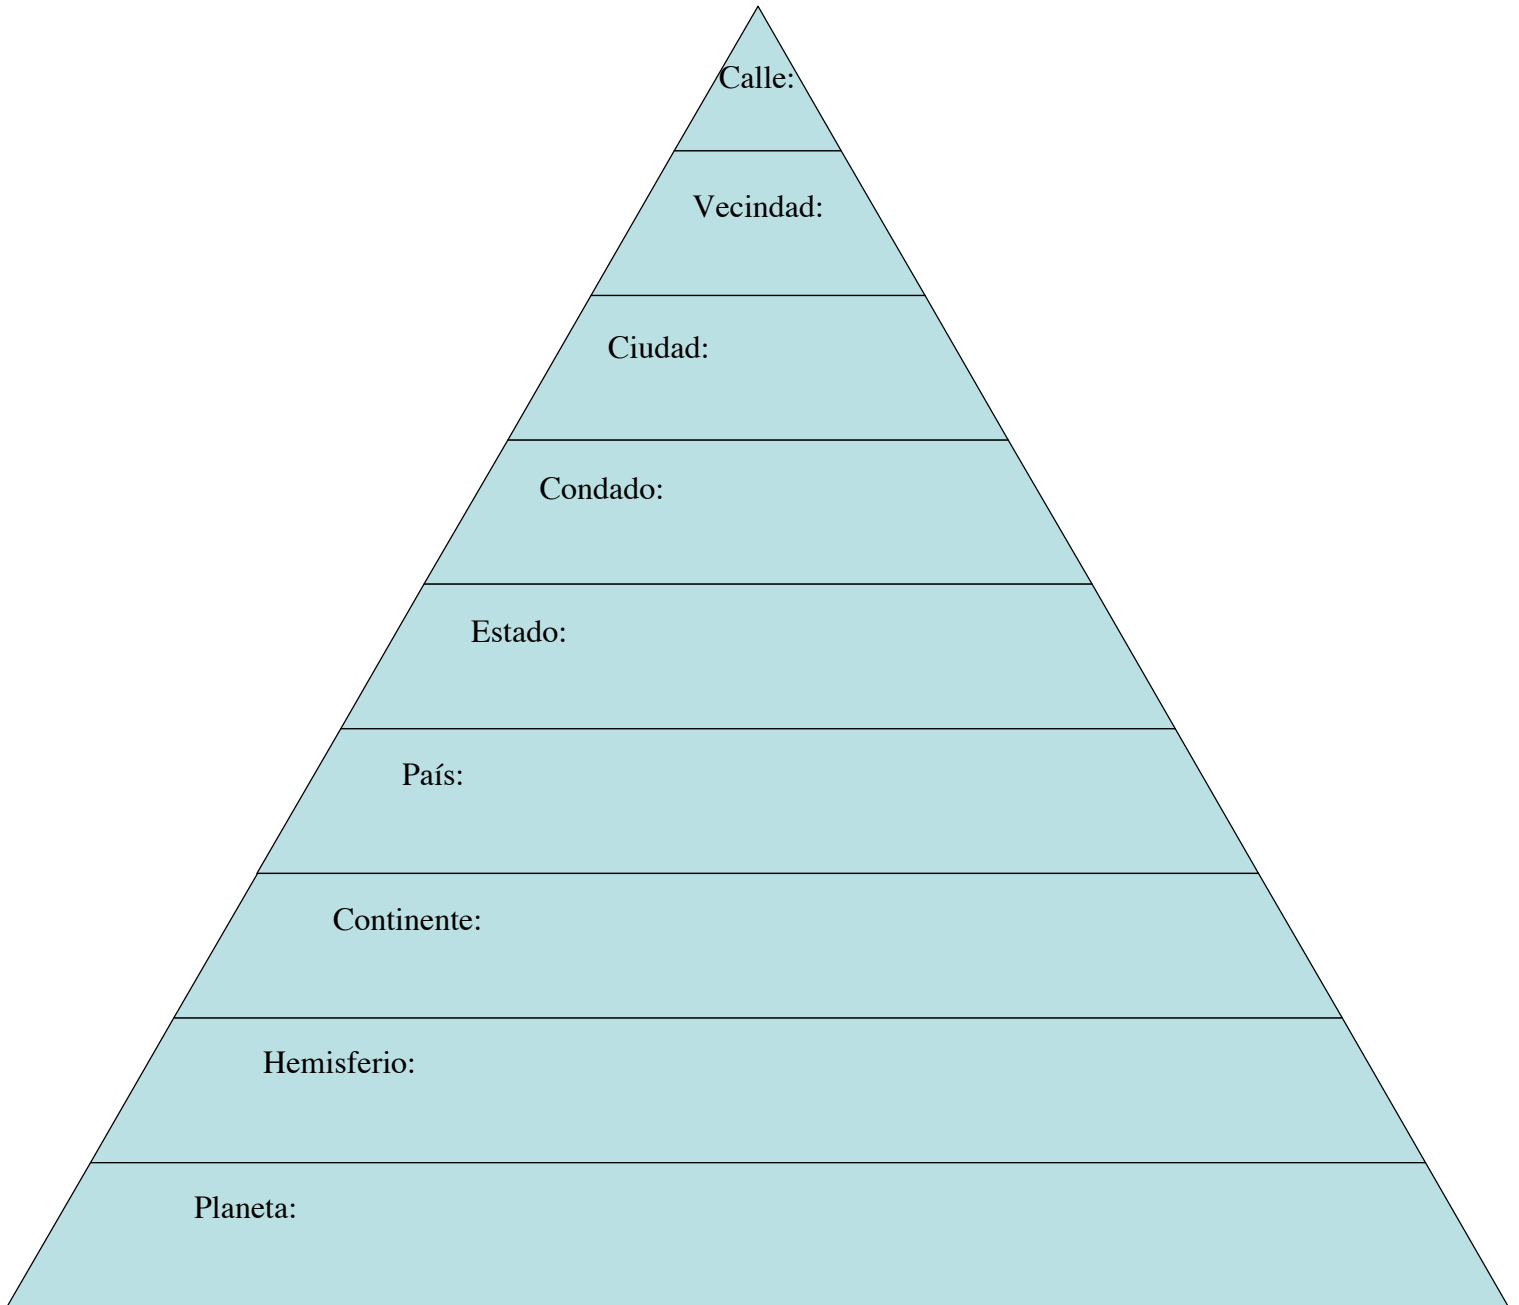 Calle:
Vecindad:
Ciudad:
Condado:
Estado:
País:
Continente:
Hemisferio:
Planeta: